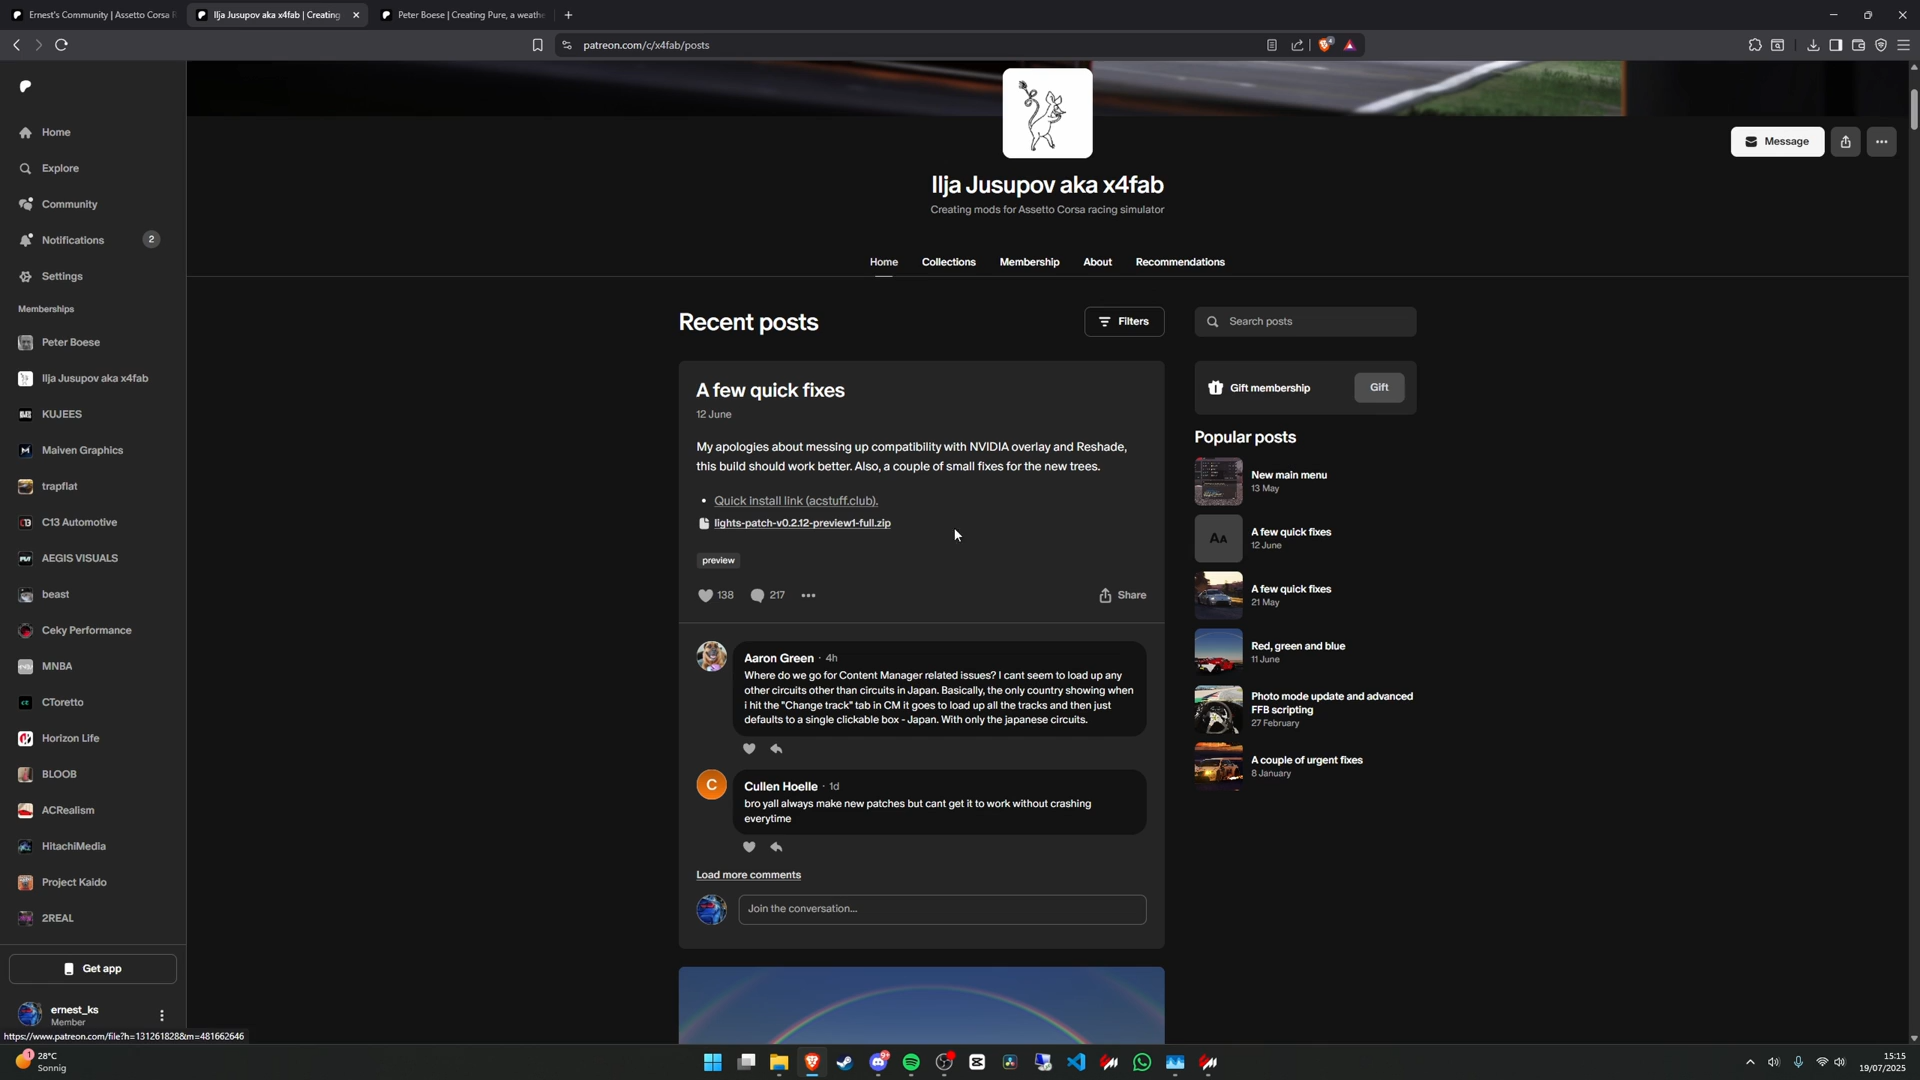 Ernest's Community | Assetto Corsa
Ilja Jusupov aka x4fab | Creating
Peter Boese | Creating Pure, a weathe
patreon.com/c/x4fab/posts
4
Home
Explore
Community
Notifications
2
Settings
Memberships
Peter Boese
Ilja Jusupov aka x4fab
KUJEES
Maiven Graphics
trapflat
C13 Automotive
AEGIS VISUALS
beast
Ceky Performance
MNBA
CToretto
Horizon Life
BLOOB
ACRealism
HitachiMedia
Project Kaido
2REAL
Get app
ernest_ks
Member
https://www.patreon.com/file?h=131261828&m=481662646
Message
Ilja Jusupov aka x4fab
Creating mods for Assetto Corsa racing simulator
Home
Collections
Membership
About
Recommendations
Recent posts
Filters
A few quick fixes
12 June
My apologies about messing up compatibility with NVIDIA overlay and Reshade,
this build should work better. Also, a couple of small fixes for the new trees.
• Quick install link (acstuff.club).
lights-patch-v0.2.12-preview1-full.zip
preview
138
217
Share
Aaron Green · 4h
Where do we go for Content Manager related issues? I cant seem to load up any
other circuits other than circuits in Japan. Basically, the only country showing when
i hit the "Change track" tab in CM it goes to load up all the tracks and then just
defaults to a single clickable box - Japan. With only the japanese circuits.
C
Cullen Hoelle · 1d
bro yall always make new patches but cant get it to work without crashing
everytime
Load more comments
Join the conversation...
Search posts
Gift membership
Gift
Popular posts
New main menu
13 May
AA
A few quick fixes
12 June
A few quick fixes
21 May
Red, green and blue
11 June
Photo mode update and advanced
FFB scripting
27 February
A couple of urgent fixes
8 January
1
28°C
Sonnig
9+
15:15
19/07/2025